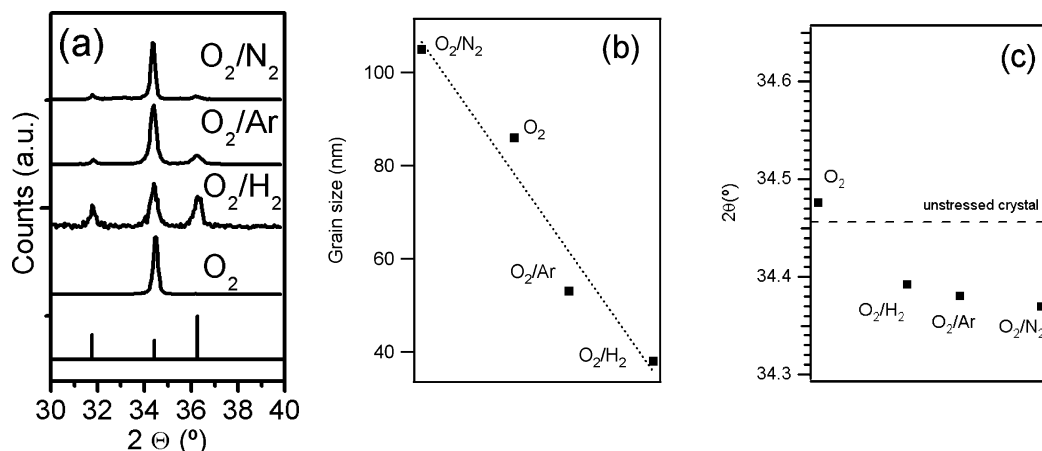 (a)
O2/N2
O2/Ar
O2/H2
O2
Counts (a.u.)
30 32 34 36 38 40
2 Θ (º)
(b)
100
80
60
40
Grain size (nm)
O2/N2
O2
O2/Ar
O2/H2
(c)
34.6
34.5
34.4
34.3
2θ(º)
O2
unstressed crystal
O2/H2
O2/Ar
O2/N2